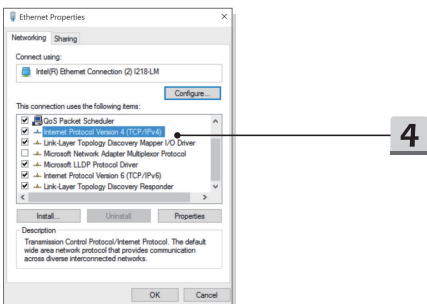 Ethernet Properties
Networking Sharing
Connect using:
Intel(R) Ethernet Connection (2) I218-LM
Configure...
This connection uses the following items:
QoS Packet Scheduler
Internet Protocol Version 4 (TCP/IPv4)
Link-Layer Topology Discovery Mapper I/O Driver
Microsoft Network Adapter Multiplexor Protocol
Microsoft LLDP Protocol Driver
Internet Protocol Version 6 (TCP/IPv6)
Link-Layer Topology Discovery Responder
Install... Uninstall Properties
Description
Transmission Control Protocol/Internet Protocol. The default
wide area network protocol that provides communication
across diverse interconnected networks.
OK Cancel
4